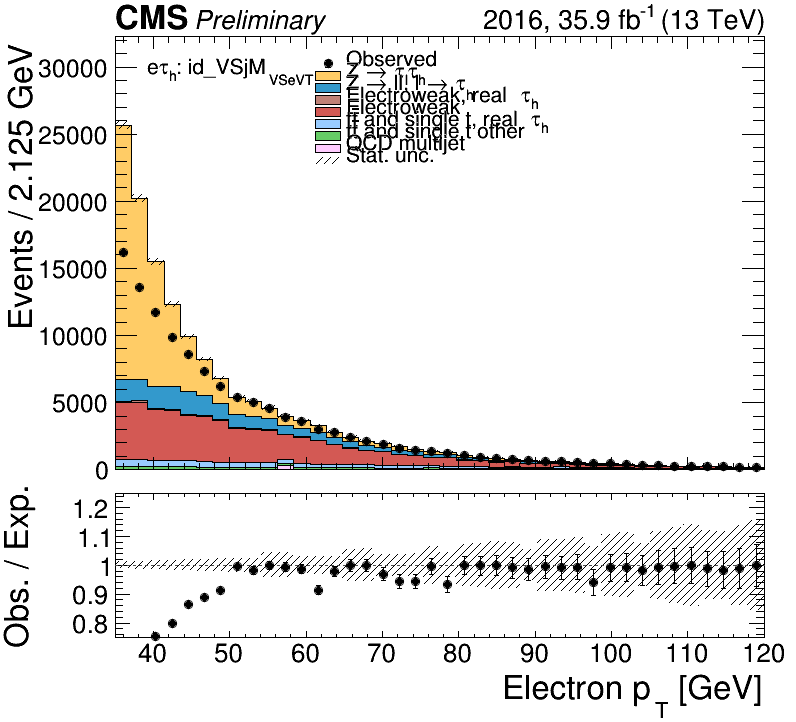 CMS Preliminary 2016, 35.9 fb⁻¹ (13 TeV)
Events / 2.125 GeV
30000
25000
20000
15000
10000
5000
0
eτh: id_VSjM VSeVT
Observed
Z → ττh
Z → ll, l → τh
Electroweak, real τh
Electroweak
tt and single t, real τh
tt and single t other
QCD multijet
Stat. unc.
Obs. / Exp.
1.2
1.1
1
0.9
0.8
40 50 60 70 80 90 100 110 120
Electron pT [GeV]